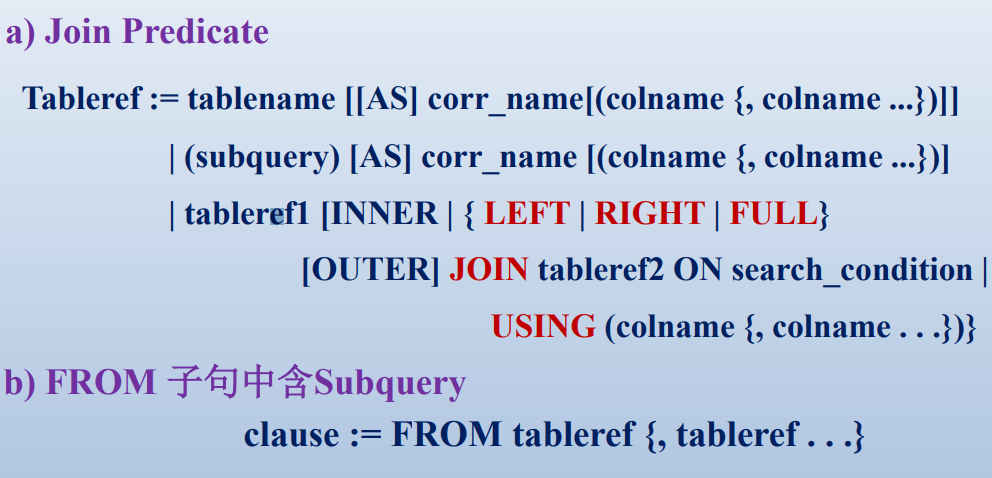 a) Join Predicate
Tableref := tablename [[AS] corr_name[(colname {, colname ...})]]
| (subquery) [AS] corr_name [(colname {, colname ...})]
| tableref1 [INNER | { LEFT | RIGHT | FULL}
[OUTER] JOIN tableref2 ON search_condition |
USING (colname {, colname . . .})}
b) FROM 子句中含Subquery
clause := FROM tableref {, tableref . . .}